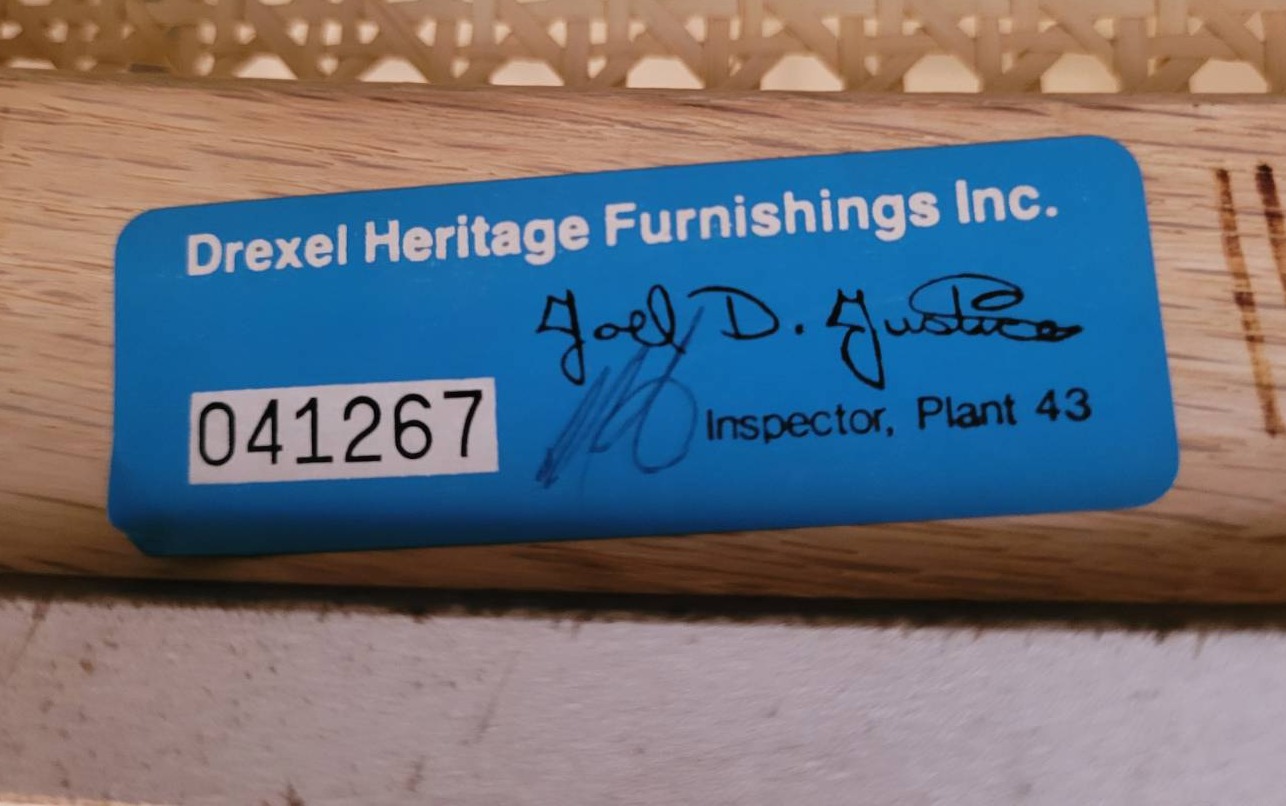 Drexel Heritage Furnishings Inc.
Joel D. Justice
041267
Inspector, Plant 43